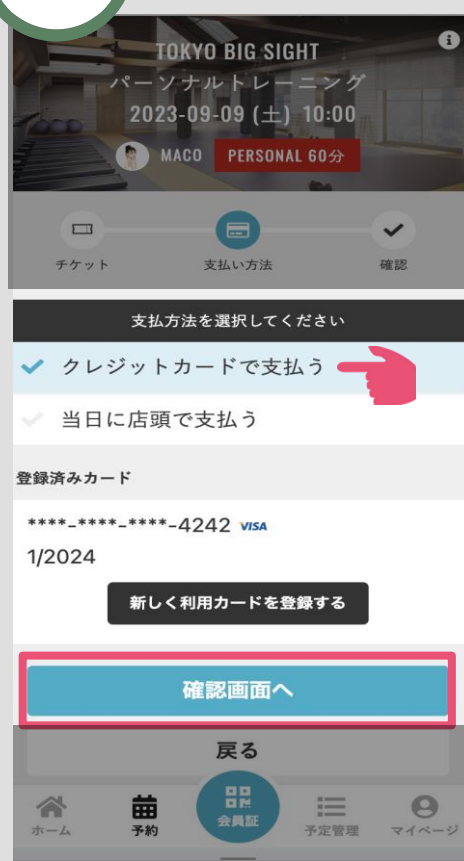 TOKYO BIG SIGHT
パーソナルトレーニング
2023-09-09 (土) 10:00
MACO PERSONAL 60分
チケット 支払い方法 確認
支払方法を選択してください
クレジットカードで支払う
当日に店頭で支払う
登録済みカード
****-****-****-4242 VISA
1/2024
新しく利用カードを登録する
確認画面へ
戻る
ホーム 予約 会員証 予定管理 マイページ